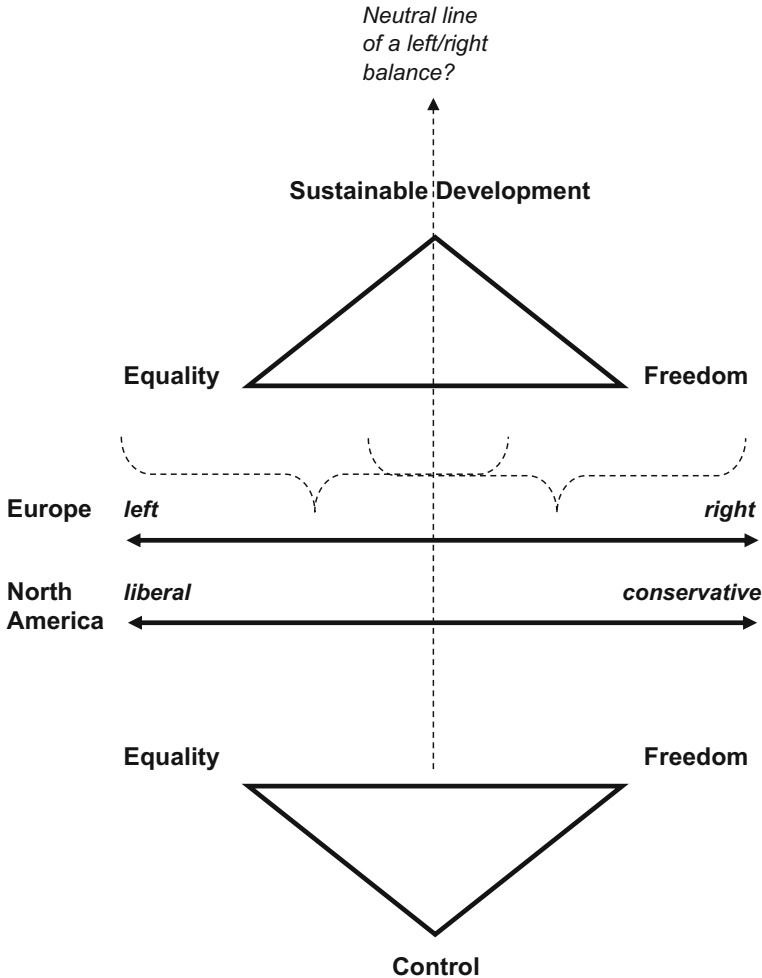 Neutral line
of a left/right
balance?
Sustainable Development
Equality
Freedom
Europe
left
right
North
America
liberal
conservative
Equality
Freedom
Control